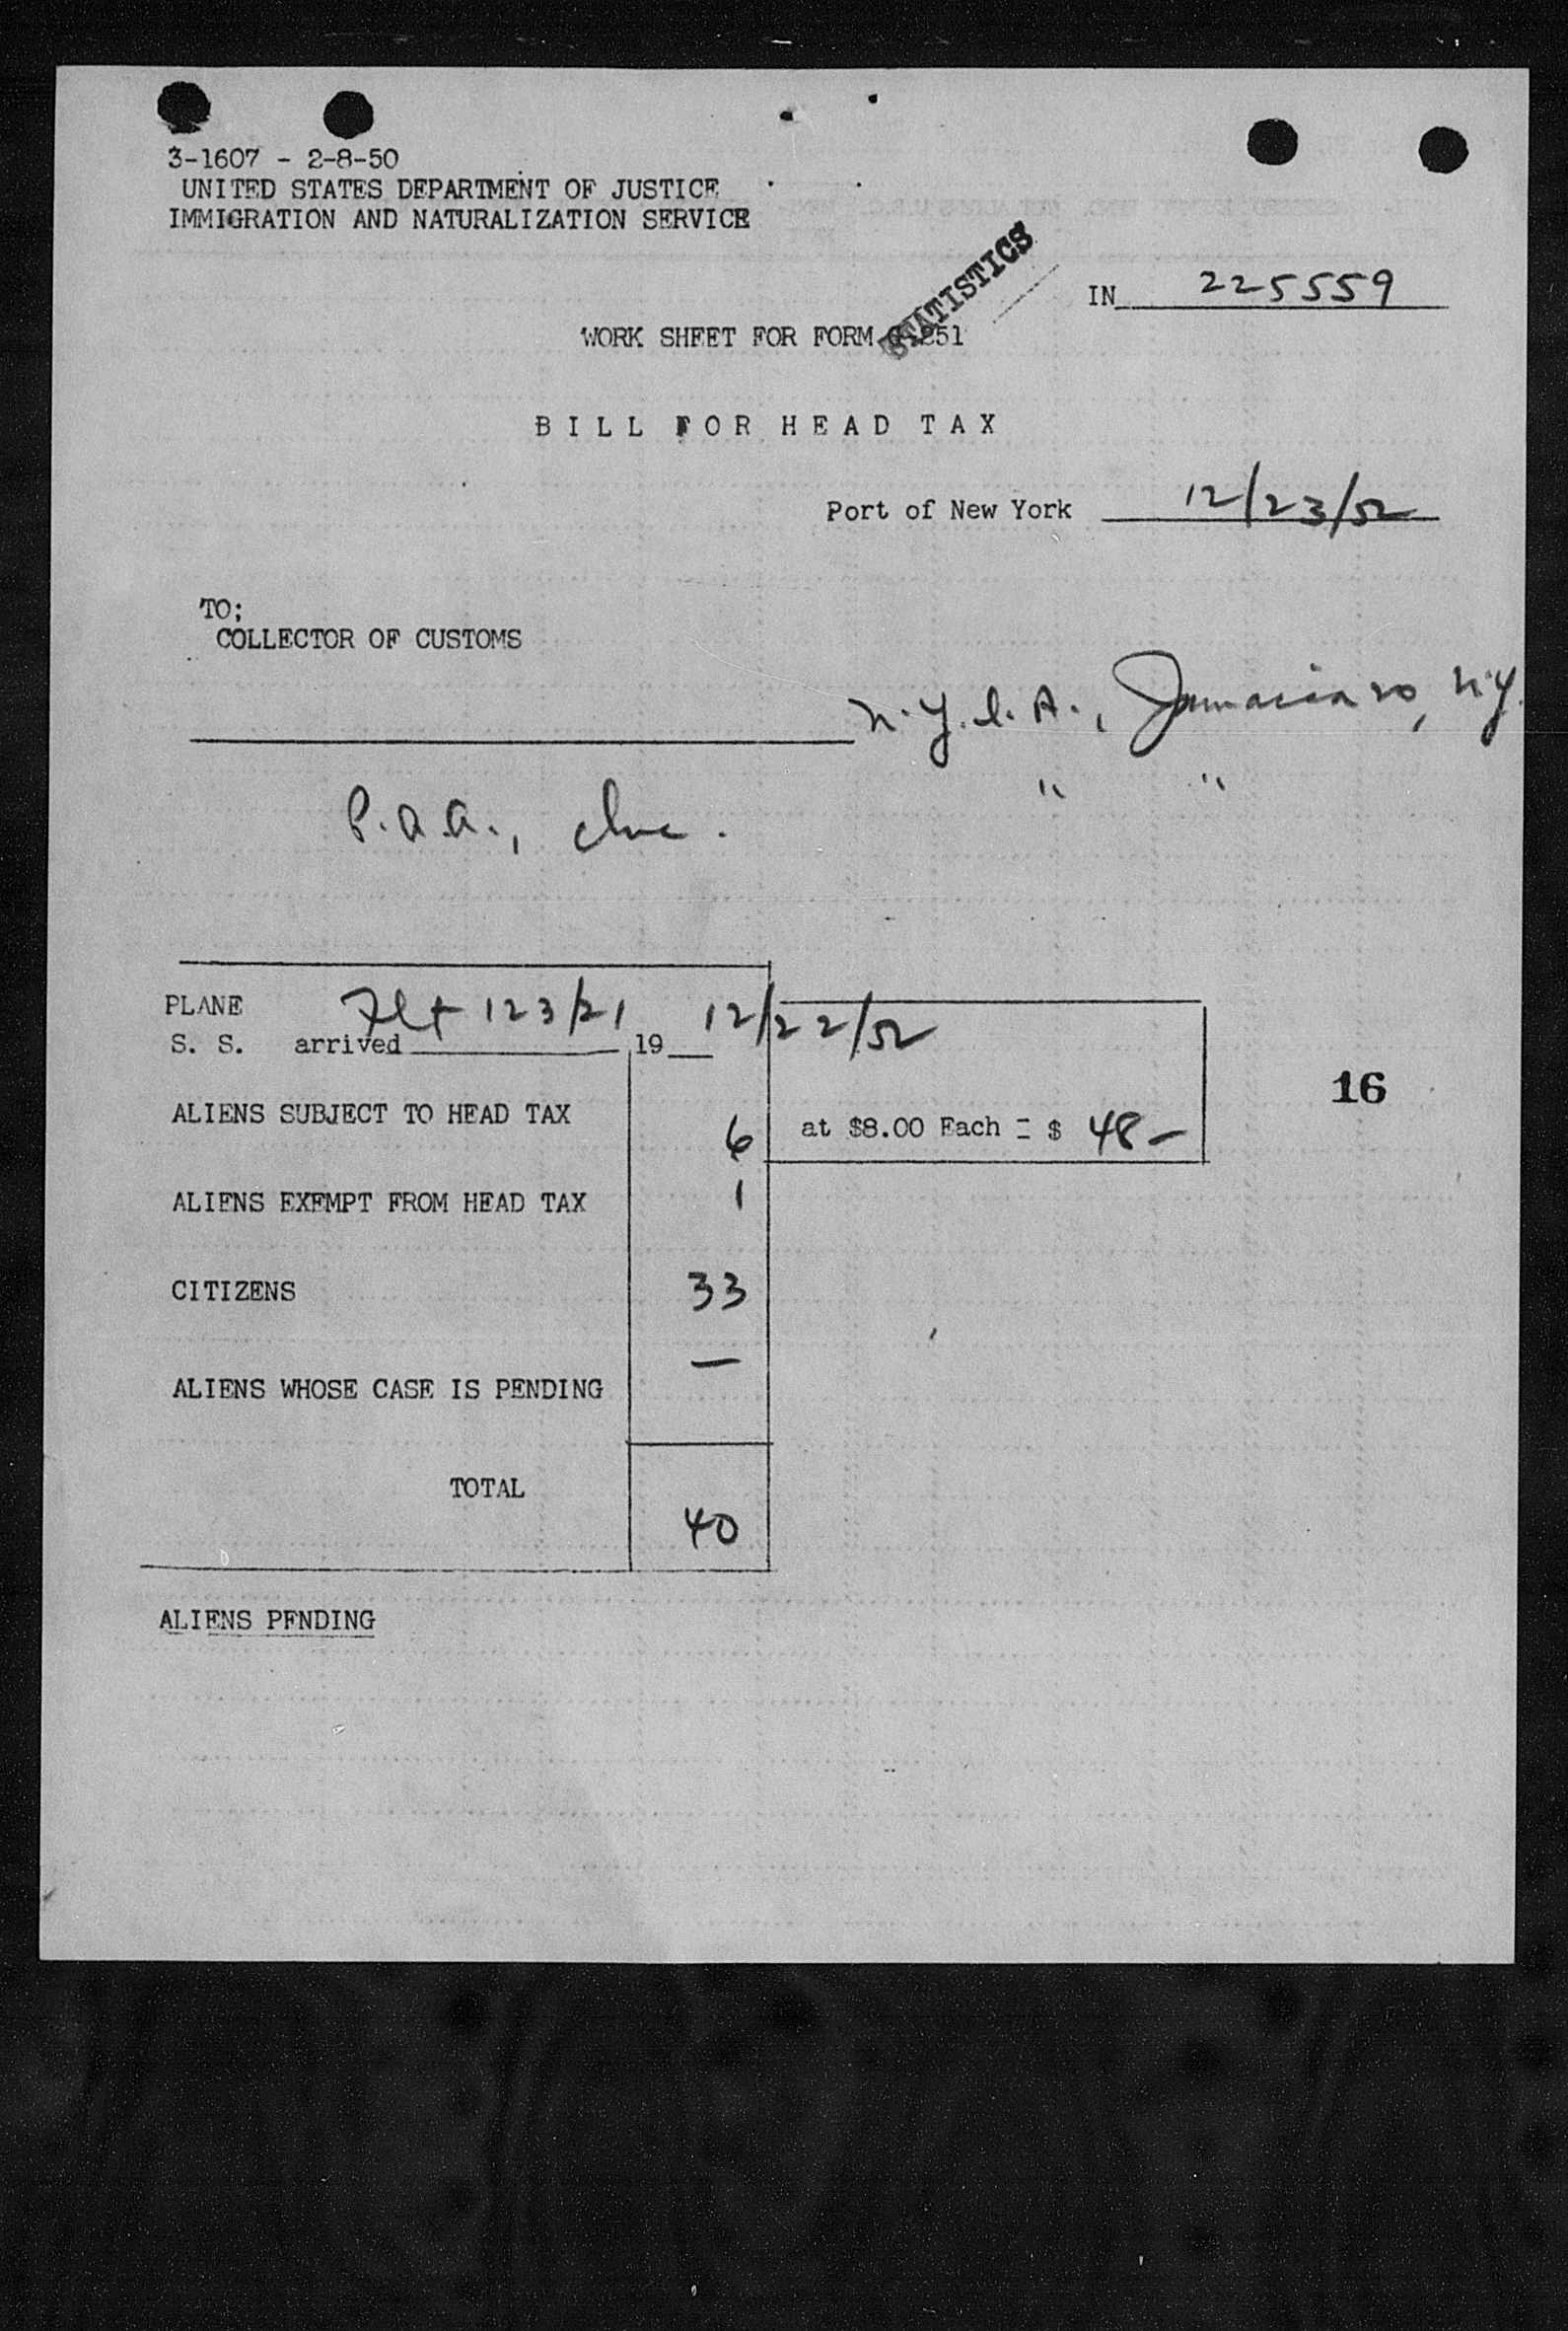 3-1607 - 2-8-50
UNITED STATES DEPARTMENT OF JUSTICE
IMMIGRATION AND NATURALIZATION SERVICE
STATISTICS
IN 225559
WORK SHEET FOR FORM 251
BILL FOR HEAD TAX
Port of New York 12/23/52
TO;
COLLECTOR OF CUSTOMS
N.Y.I.A., Jamaica 20, N.Y.
" "
P.A.A., Inc.
PLANE Flt 123/21 12/22/52
S. S. arrived 19
16
ALIENS SUBJECT TO HEAD TAX 6 at $8.00 Each = $ 48—
ALIENS EXEMPT FROM HEAD TAX 1
CITIZENS 33
ALIENS WHOSE CASE IS PENDING —
TOTAL 40
ALIENS PENDING